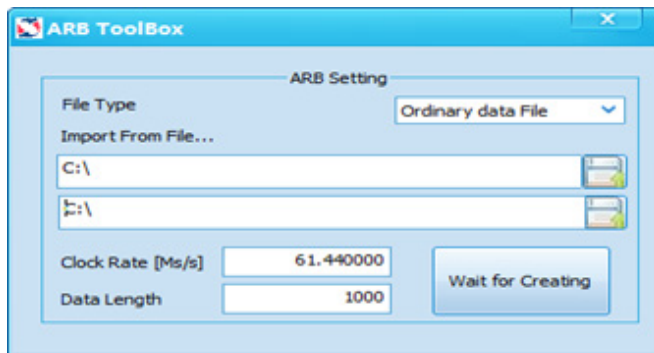 ARB ToolBox
ARB Setting
File Type
Ordinary data File
Import From File...
C:\
:\
Clock Rate [Ms/s]
61.440000
Data Length
1000
Wait for Creating